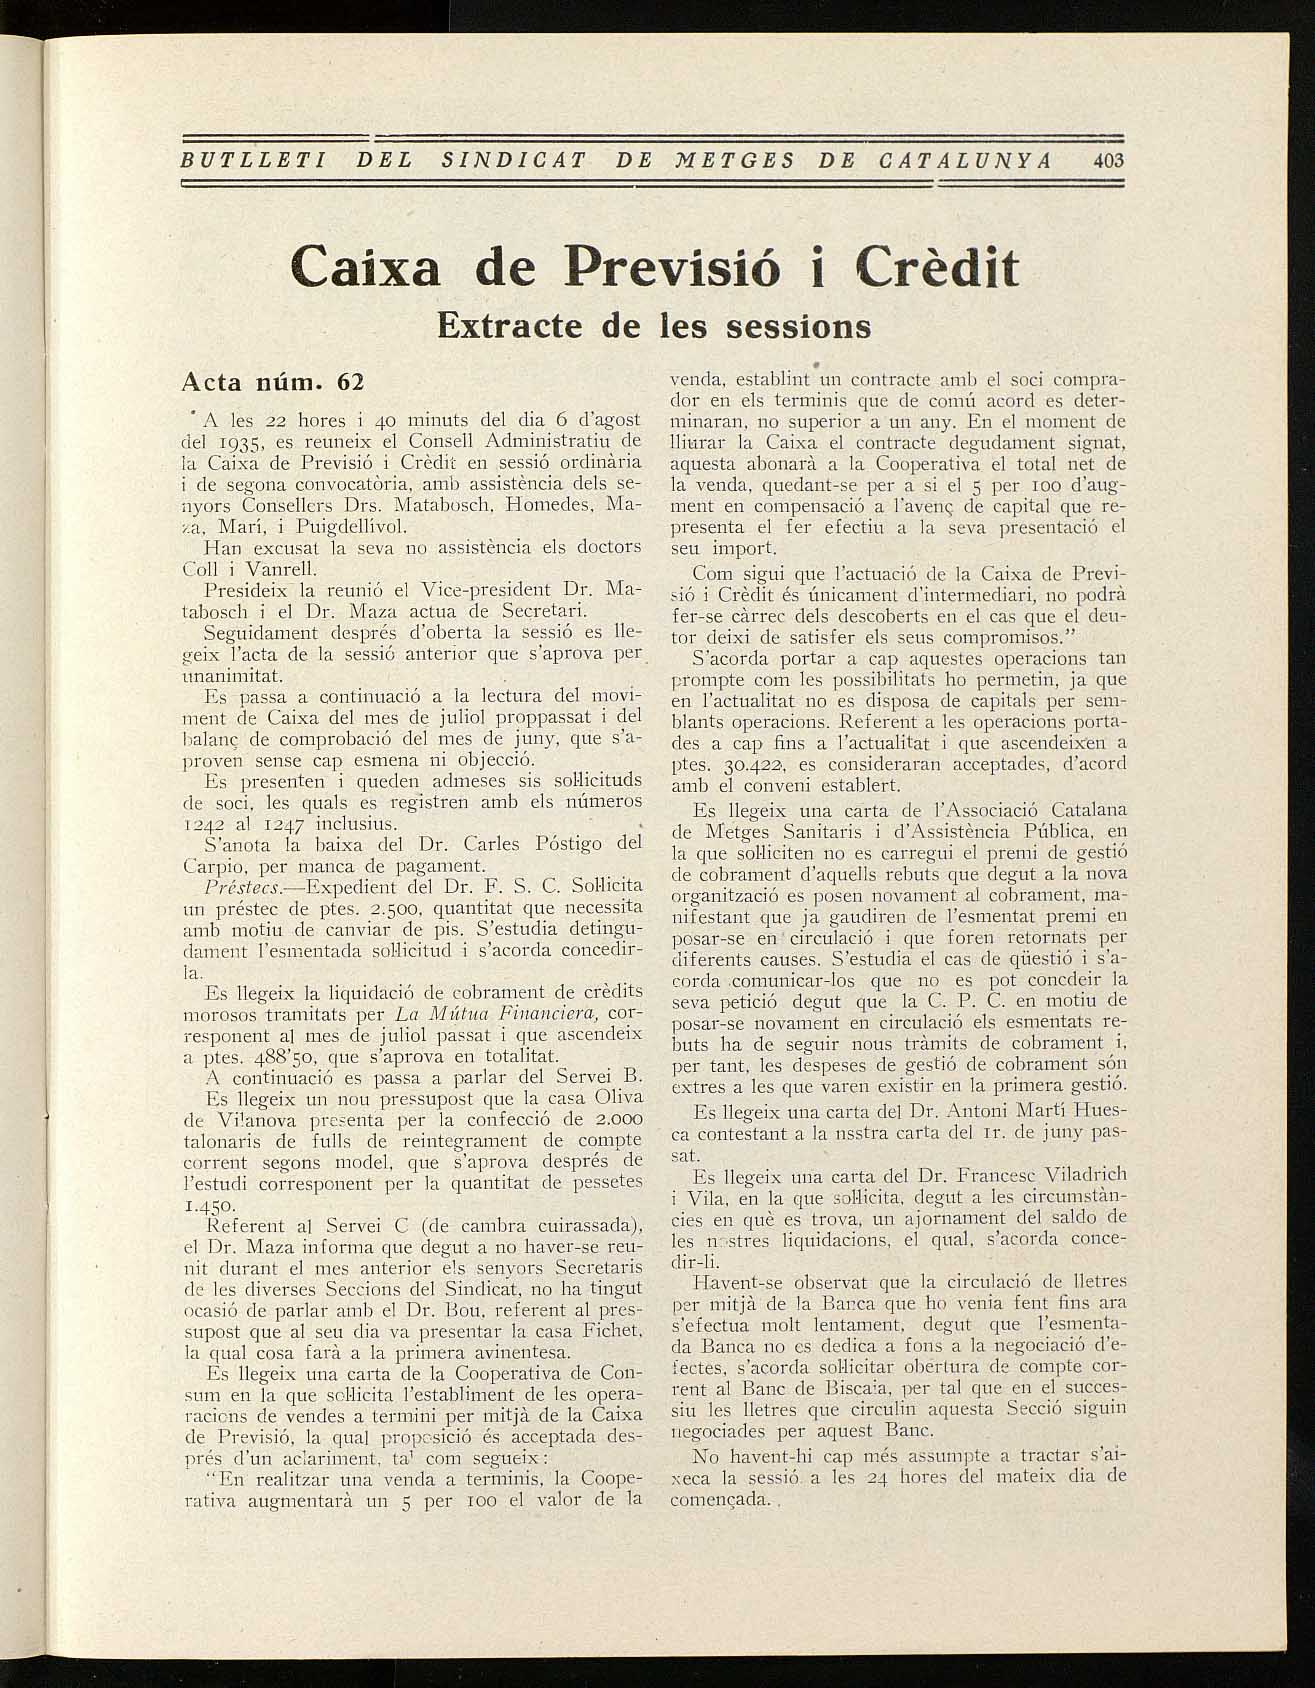 BUTLLETI DEL SINDICAT DE METGES DE CATALUNYA 403
Caixa de Previsió i Crèdit
Extracte de les sessions
Acta núm. 62
A les 22 hores i 40 minuts del dia 6 d'agost
del 1935, es reuneix el Consell Administratiu de
la Caixa de Previsió i Crèdit en sessió ordinària
i de segona convocatòria, amb assistència dels se-
nyors Consellers Drs. Matabosch, Homedes, Ma-
za, Marí, i Puigdellívol.
Han excusat la seva no assistència els doctors
Coll i Vanrell.
Presideix la reunió el Vice-president Dr. Ma-
tabosch i el Dr. Maza actua de Secretari.
Seguidament després d'oberta la sessió es lle-
geix l'acta de la sessió anterior que s'aprova per
unanimitat.
Es passa a continuació a la lectura del movi-
ment de Caixa del mes de juliol proppassat i del
balanç de comprobació del mes de juny, que s'a-
proven sense cap esmena ni objecció.
Es presenten i queden admeses sis sol·licituds
de soci, les quals es registren amb els números
1242 al 1247 inclusius.
S'anota la baixa del Dr. Carles Póstigo del
Carpio, per manca de pagament.
Préstecs.—Expedient del Dr. F. S. C. Sol·licita
un préstec de ptes. 2.500, quantitat que necessita
amb motiu de canviar de pis. S'estudia detingu-
dament l'esmentada sol·licitud i s'acorda concedir-
la.
Es llegeix la liquidació de cobrament de crèdits
morosos tramitats per La Mútua Financiera, cor-
responent al mes de juliol passat i que ascendeix
a ptes. 488'50, que s'aprova en totalitat.
A continuació es passa a parlar del Servei B.
Es llegeix un nou pressupost que la casa Oliva
de Vilanova presenta per la confecció de 2.000
talonaris de fulls de reintegrament de compte
corrent segons model, que s'aprova després de
l'estudi corresponent per la quantitat de pessetes
1.450.
Referent al Servei C (de cambra cuirassada),
el Dr. Maza informa que degut a no haver-se reu-
nit durant el mes anterior els senyors Secretaris
de les diverses Seccions del Sindicat, no ha tingut
ocasió de parlar amb el Dr. Bou, referent al pres-
supost que al seu dia va presentar la casa Fichet,
la qual cosa farà a la primera avinentesa.
Es llegeix una carta de la Cooperativa de Con-
sum en la que sol·licita l'establiment de les opera-
racions de vendes a termini per mitjà de la Caixa
de Previsió, la qual proposició és acceptada des-
prés d'un aclariment, tal com segueix:
"En realitzar una venda a terminis, la Coope-
rativa augmentarà un 5 per 100 el valor de la
venda, establint un contracte amb el soci compra-
dor en els terminis que de comú acord es deter-
minaran, no superior a un any. En el moment de
lliurar la Caixa el contracte degudament signat,
aquesta abonarà a la Cooperativa el total net de
la venda, quedant-se per a si el 5 per 100 d'aug-
ment en compensació a l'avenç de capital que re-
presenta el fer efectiu a la seva presentació el
seu import.
Com sigui que l'actuació de la Caixa de Previ-
sió i Crèdit és únicament d'intermediari, no podrà
fer-se càrrec dels descoberts en el cas que el deu-
tor deixi de satisfer els seus compromisos."
S'acorda portar a cap aquestes operacions tan
prompte com les possibilitats ho permetin, ja que
en l'actualitat no es disposa de capitals per sem-
blants operacions. Referent a les operacions porta-
des a cap fins a l'actualitat i que ascendeixen a
ptes. 30.422, es consideraran acceptades, d'acord
amb el conveni establert.
Es llegeix una carta de l'Associació Catalana
de Metges Sanitaris i d'Assistència Pública, en
la que sol·liciten no es carregui el premi de gestió
de cobrament d'aquells rebuts que degut a la nova
organització es posen novament al cobrament, ma-
nifestant que ja gaudiren de l'esmentat premi en
posar-se en circulació i que foren retornats per
diferents causes. S'estudia el cas de qüestió i s'a-
corda comunicar-los que no es pot concdeir la
seva petició degut que la C. P. C. en motiu de
posar-se novament en circulació els esmentats re-
buts ha de seguir nous tràmits de cobrament i,
per tant, les despeses de gestió de cobrament són
extres a les que varen existir en la primera gestió.
Es llegeix una carta del Dr. Antoni Martí Hues-
ca contestant a la nsstra carta del 1r. de juny pas-
sat.
Es llegeix una carta del Dr. Francesc Viladrich
i Vila, en la que sol·licita, degut a les circumstàn-
cies en què es trova, un ajornament del saldo de
les nostres liquidacions, el qual, s'acorda conce-
dir-li.
Havent-se observat que la circulació de lletres
per mitjà de la Banca que ho venia fent fins ara
s'efectua molt lentament, degut que l'esmenta-
da Banca no es dedica a fons a la negociació d'e-
fectes, s'acorda sol·licitar obertura de compte cor-
rent al Banc de Biscaia, per tal que en el succes-
siu les lletres que circulin aquesta Secció siguin
negociades per aquest Banc.
No havent-hi cap més assumpte a tractar s'ai-
xeca la sessió a les 24 hores del mateix dia de
començada.